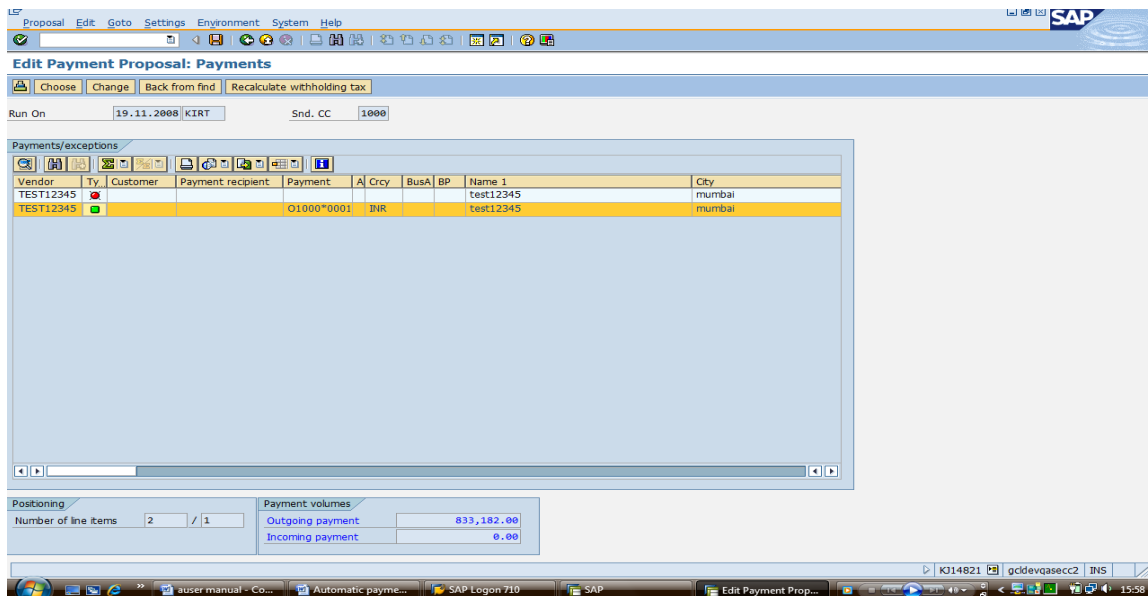 Proposal Edit Goto Settings Environment System Help
SAP
Edit Payment Proposal: Payments
Choose Change Back from find Recalculate withholding tax
Run On 19.11.2008 KIRT Snd. CC 1000
Payments/exceptions
Vendor Ty... Customer Payment recipient Payment A Crcy BusA BP Name 1 City
TEST12345 test12345 mumbai
TEST12345 O1000*0001 INR test12345 mumbai
Positioning Payment volumes
Number of line items 2 / 1 Outgoing payment 833,182.00
Incoming payment 0.00
KJ14821 gcldevqasecc2 INS
auser manual - Co... Automatic payme... SAP Logon 710 SAP Edit Payment Prop... 15:58